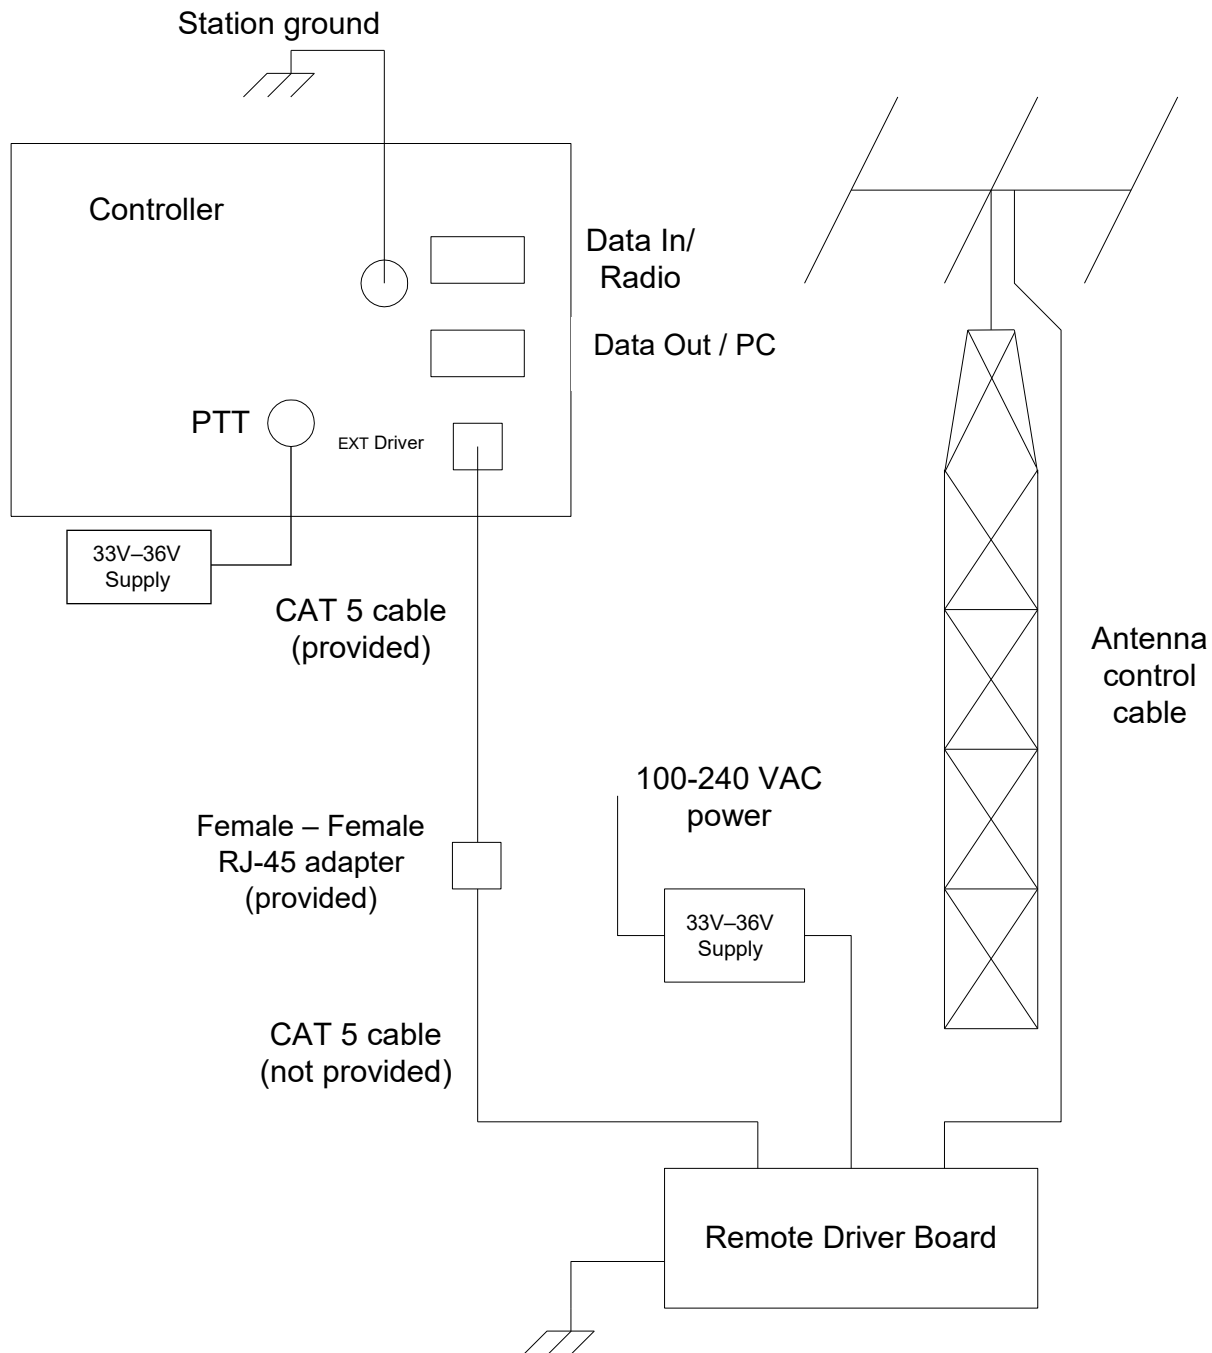 Station ground
Controller
Data In/
Radio
Data Out / PC
PTT
EXT Driver
33V–36V
Supply
CAT 5 cable
(provided)
Antenna
control
cable
100-240 VAC
power
Female – Female
RJ-45 adapter
(provided)
33V–36V
Supply
CAT 5 cable
(not provided)
Remote Driver Board